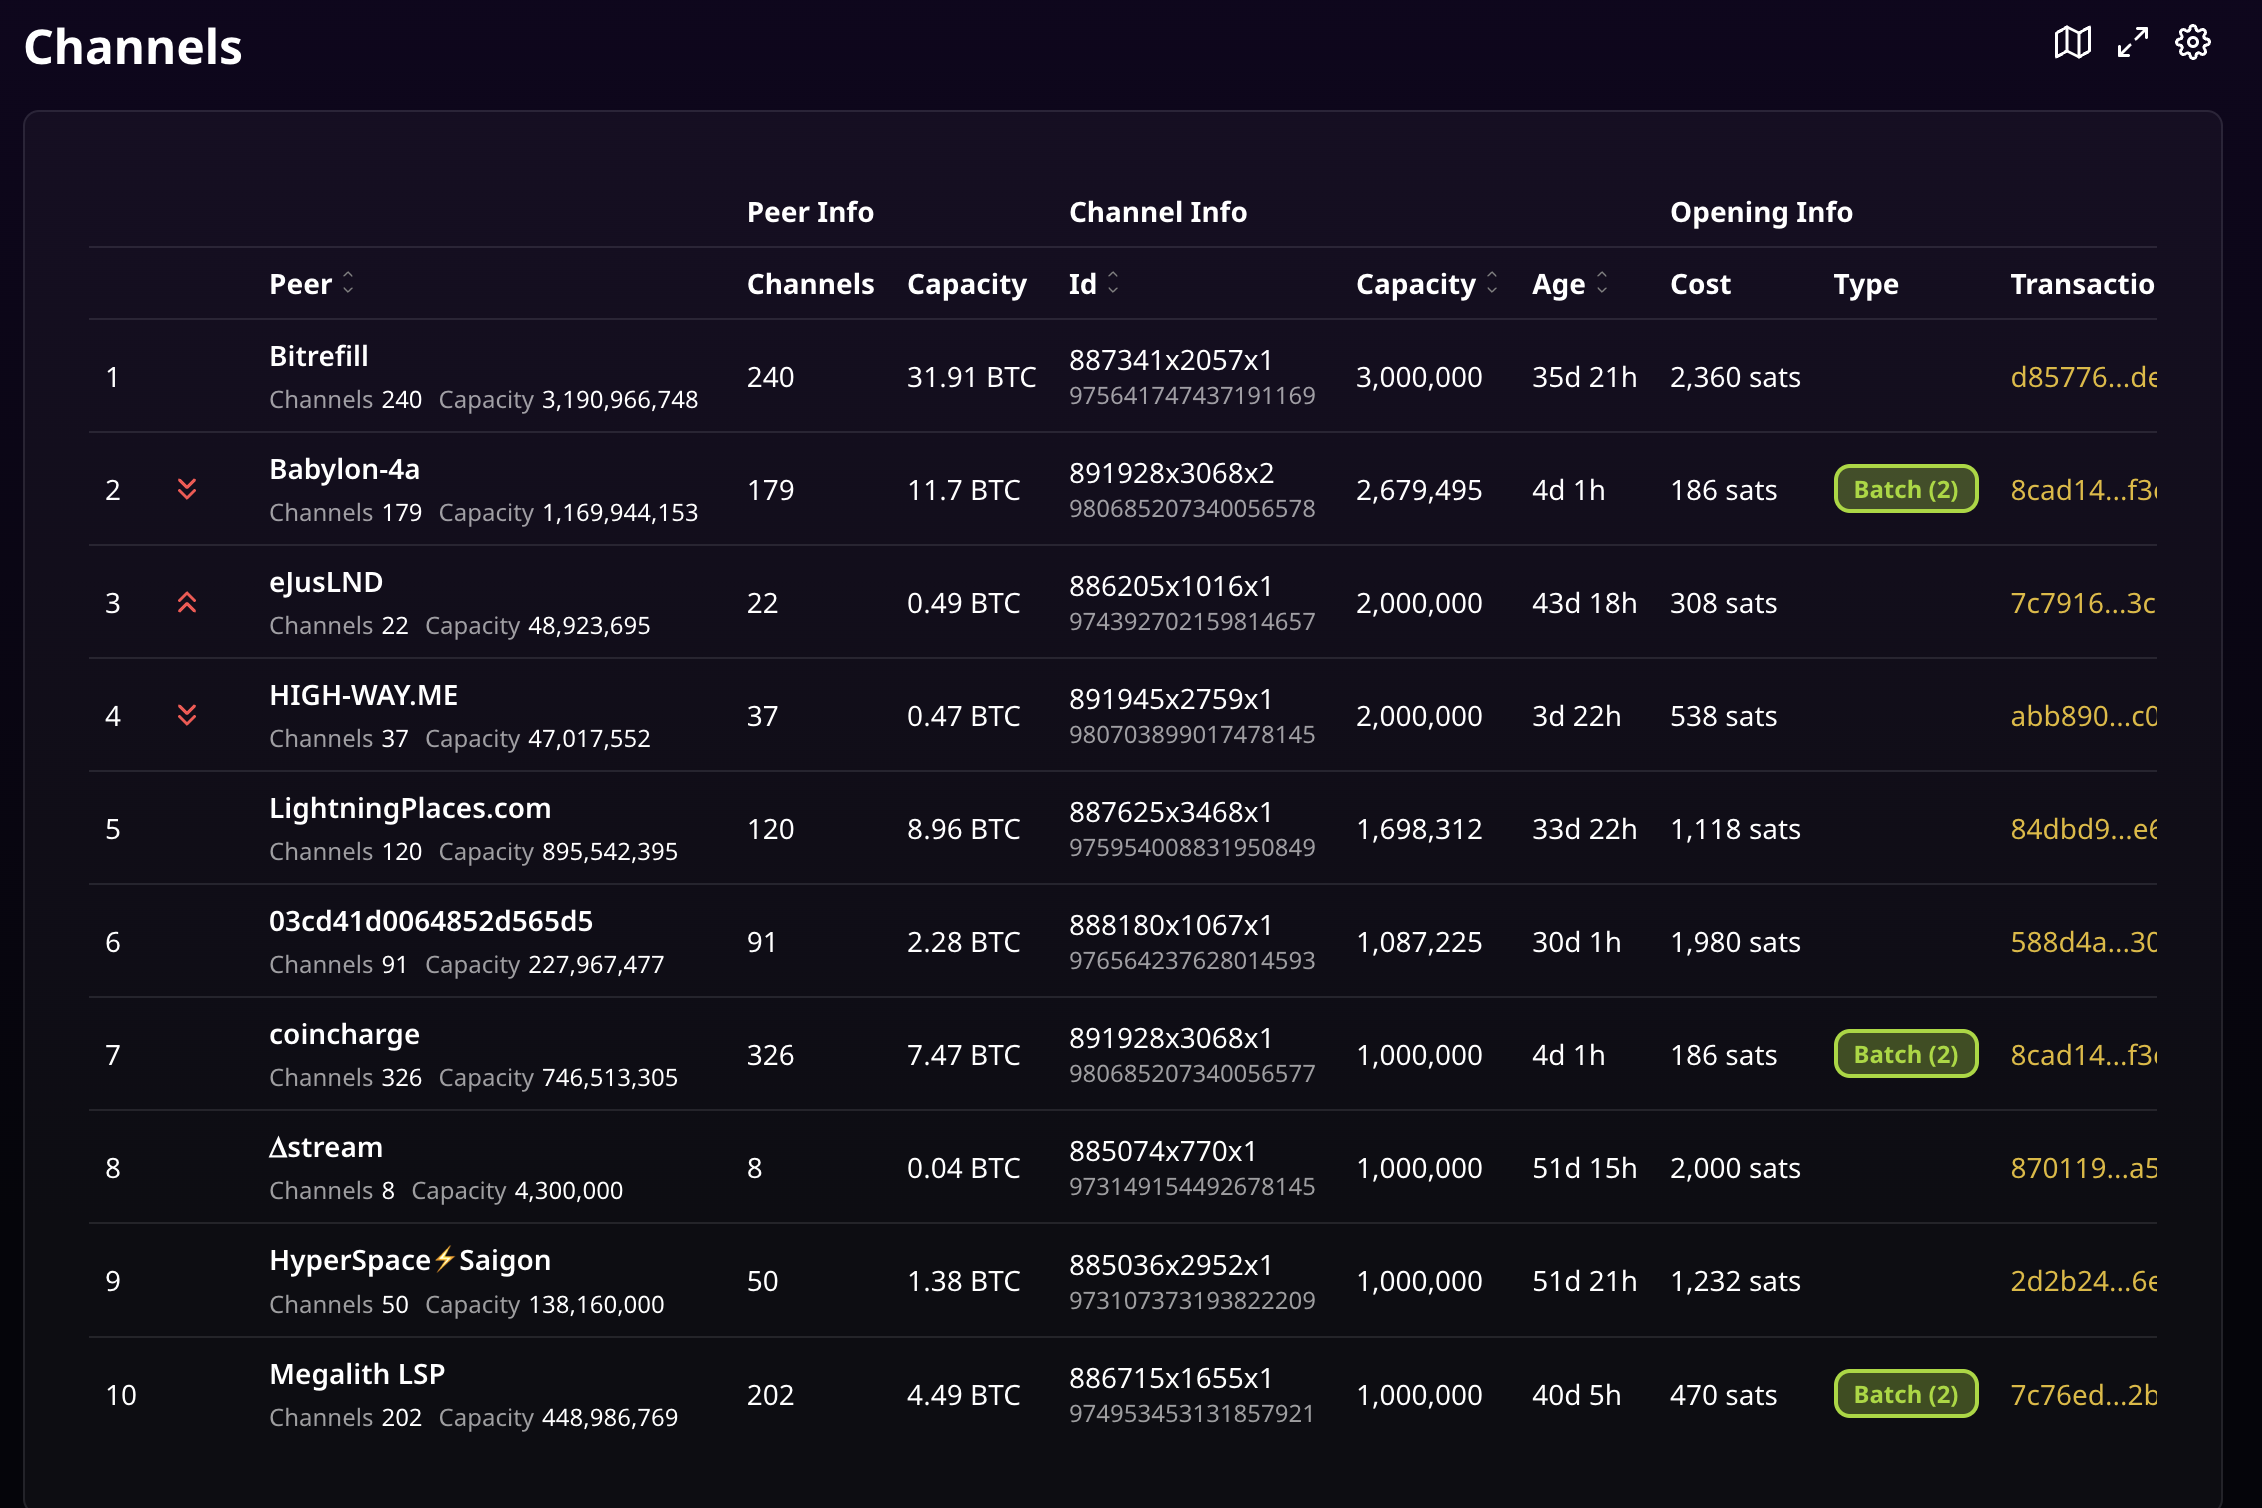 Channels
Peer Info Channel Info Opening Info
Peer Channels Capacity Id Capacity Age Cost Type Transactio
1 Bitrefill 240 31.91 BTC 887341x2057x1 3,000,000 35d 21h 2,360 sats d85776...de
Channels 240 Capacity 3,190,966,748 975641747437191169
2 Babylon-4a 179 11.7 BTC 891928x3068x2 2,679,495 4d 1h 186 sats Batch (2) 8cad14...f3
Channels 179 Capacity 1,169,944,153 980685207340056578
3 eJusLND 22 0.49 BTC 886205x1016x1 2,000,000 43d 18h 308 sats 7c7916...3c
Channels 22 Capacity 48,923,695 974392702159814657
4 HIGH-WAY.ME 37 0.47 BTC 891945x2759x1 2,000,000 3d 22h 538 sats abb890...c0
Channels 37 Capacity 47,017,552 980703899017478145
5 LightningPlaces.com 120 8.96 BTC 887625x3468x1 1,698,312 33d 22h 1,118 sats 84dbd9...e6
Channels 120 Capacity 895,542,395 975954008831950849
6 03cd41d0064852d565d5 91 2.28 BTC 888180x1067x1 1,087,225 30d 1h 1,980 sats 588d4a...30
Channels 91 Capacity 227,967,477 976564237628014593
7 coincharge 326 7.47 BTC 891928x3068x1 1,000,000 4d 1h 186 sats Batch (2) 8cad14...f3
Channels 326 Capacity 746,513,305 980685207340056577
8 ∆stream 8 0.04 BTC 885074x770x1 1,000,000 51d 15h 2,000 sats 870119...a5
Channels 8 Capacity 4,300,000 973149154492678145
9 HyperSpace⚡Saigon 50 1.38 BTC 885036x2952x1 1,000,000 51d 21h 1,232 sats 2d2b24...6e
Channels 50 Capacity 138,160,000 973107373193822209
10 Megalith LSP 202 4.49 BTC 886715x1655x1 1,000,000 40d 5h 470 sats Batch (2) 7c76ed...2b
Channels 202 Capacity 448,986,769 974953453131857921